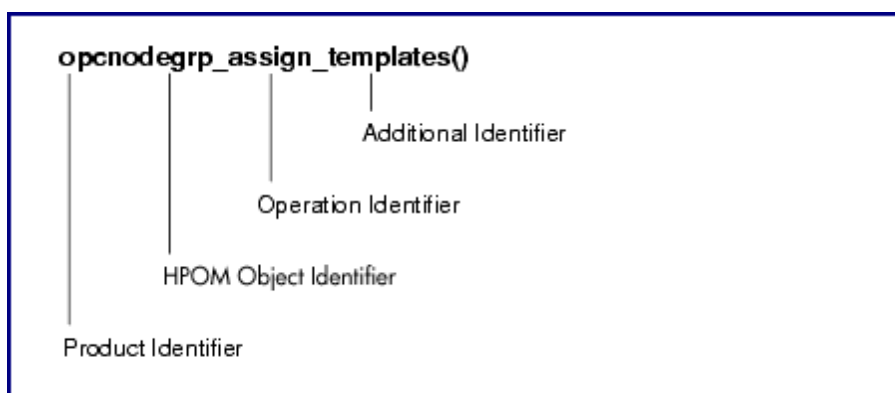 opcnodegrp_assign_templates()
Additional Identifier
Operation Identifier
HPOM Object Identifier
Product Identifier